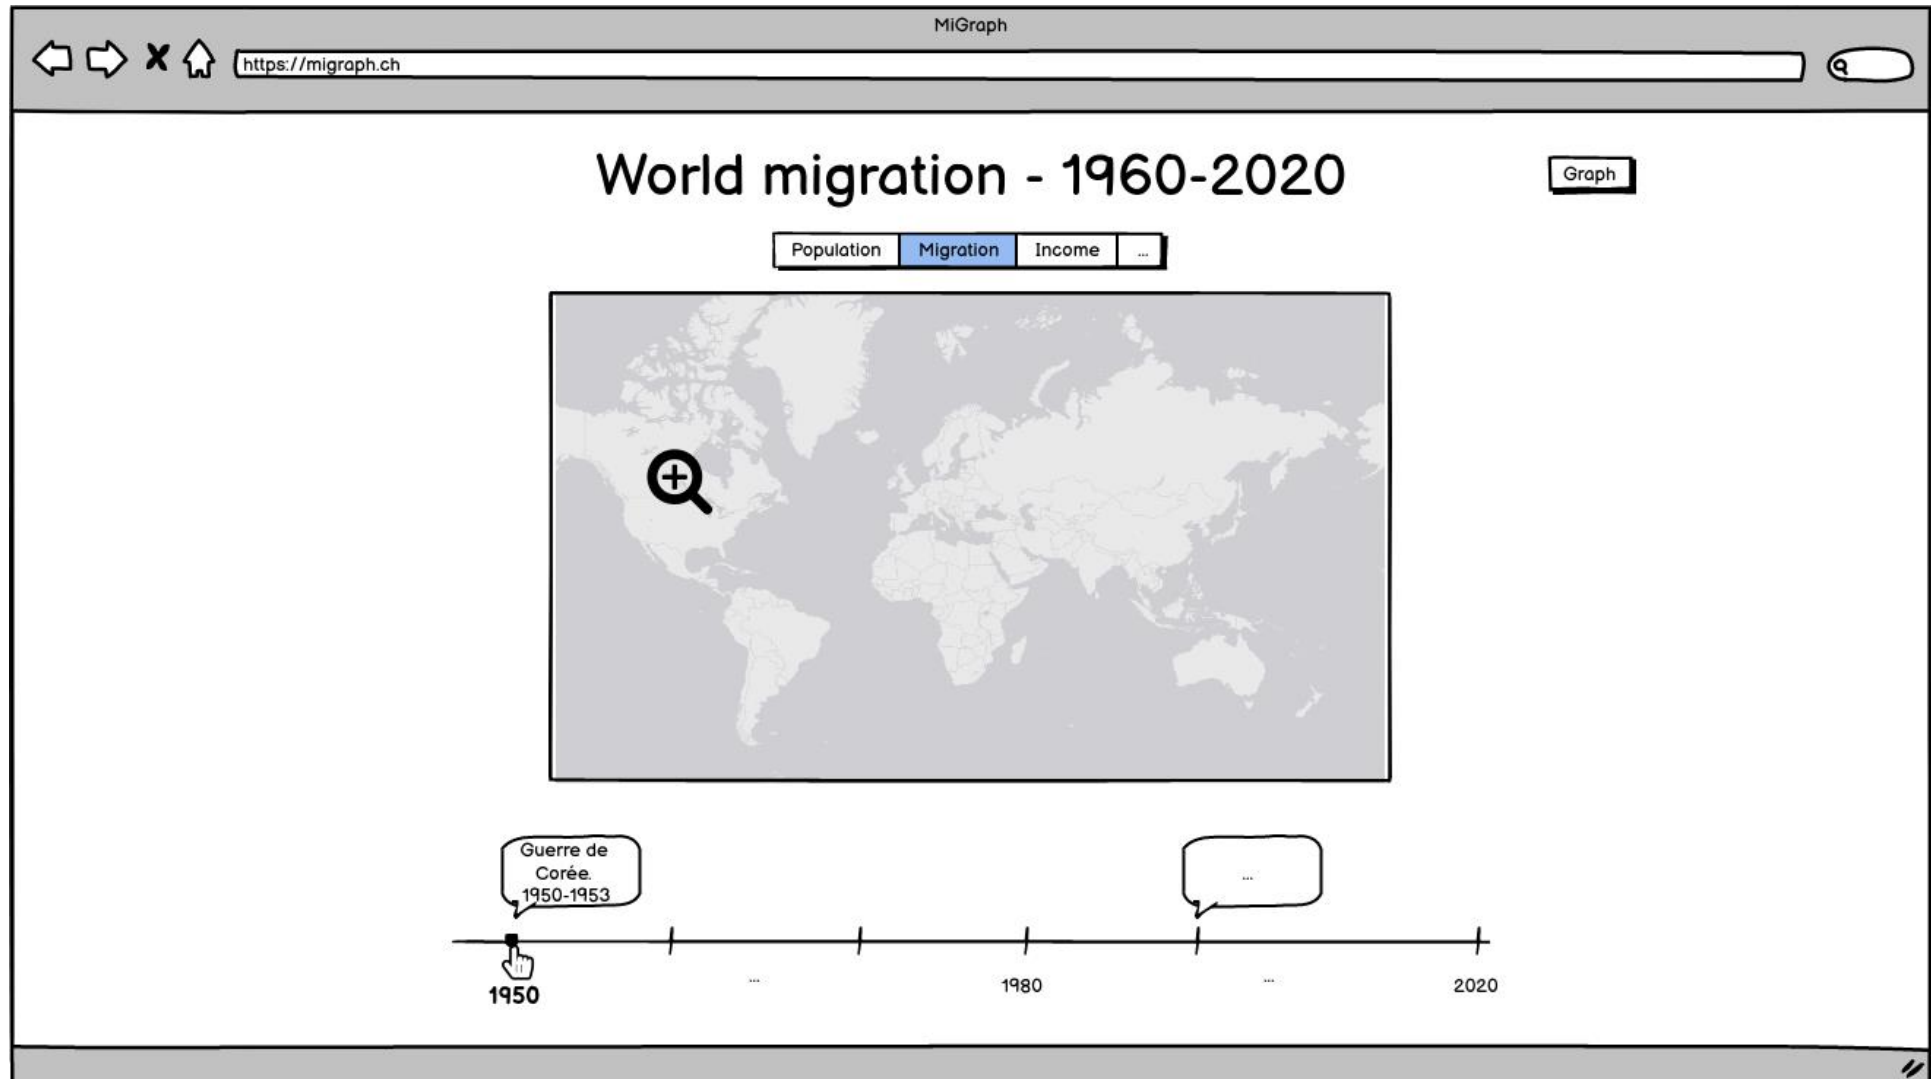 MiGraph
https://migraph.ch
World migration - 1960-2020
Graph
Population
Migration
Income
...
Guerre de
Corée.
1950-1953
...
1950
...
1980
...
2020